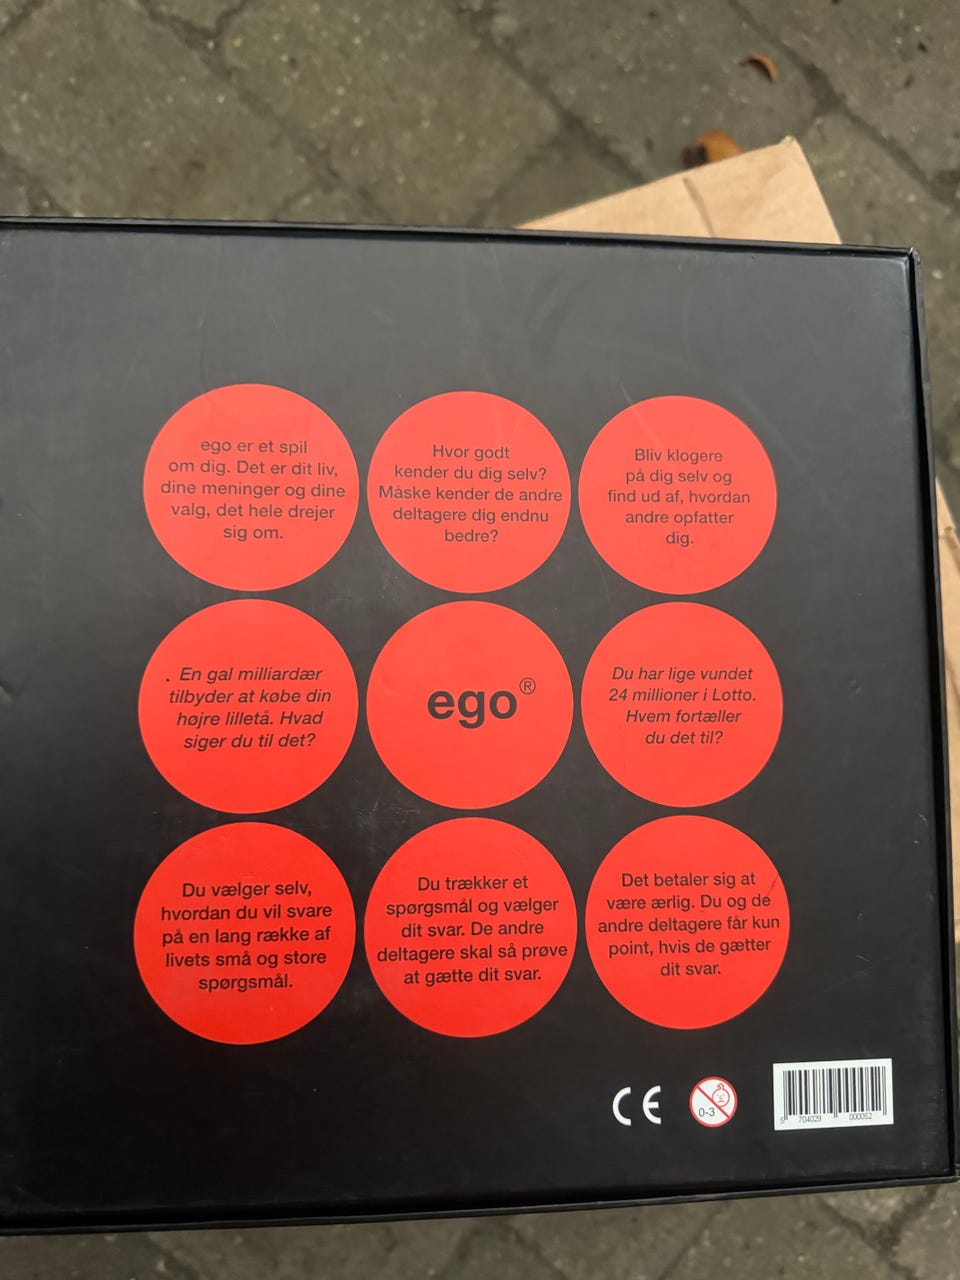 ego er et spil
om dig. Det er dit liv,
dine meninger og dine
valg, det hele drejer
sig om.
Hvor godt
kender du dig selv?
Måske kender de andre
deltagere dig endnu
bedre?
Bliv klogere
på dig selv og
find ud af, hvordan
andre opfatter
dig.
En gal milliardær
tilbyder at købe din
højre lilletå. Hvad
siger du til det?
ego®
Du har lige vundet
24 millioner i Lotto.
Hvem fortæller
du det til?
Du vælger selv,
hvordan du vil svare
på en lang række af
livets små og store
spørgsmål.
Du trækker et
spørgsmål og vælger
dit svar. De andre
deltagere skal så prøve
at gætte dit svar.
Det betaler sig at
være ærlig. Du og de
andre deltagere får kun
point, hvis de gætter
dit svar.
CE
0-3
5 704029 000052